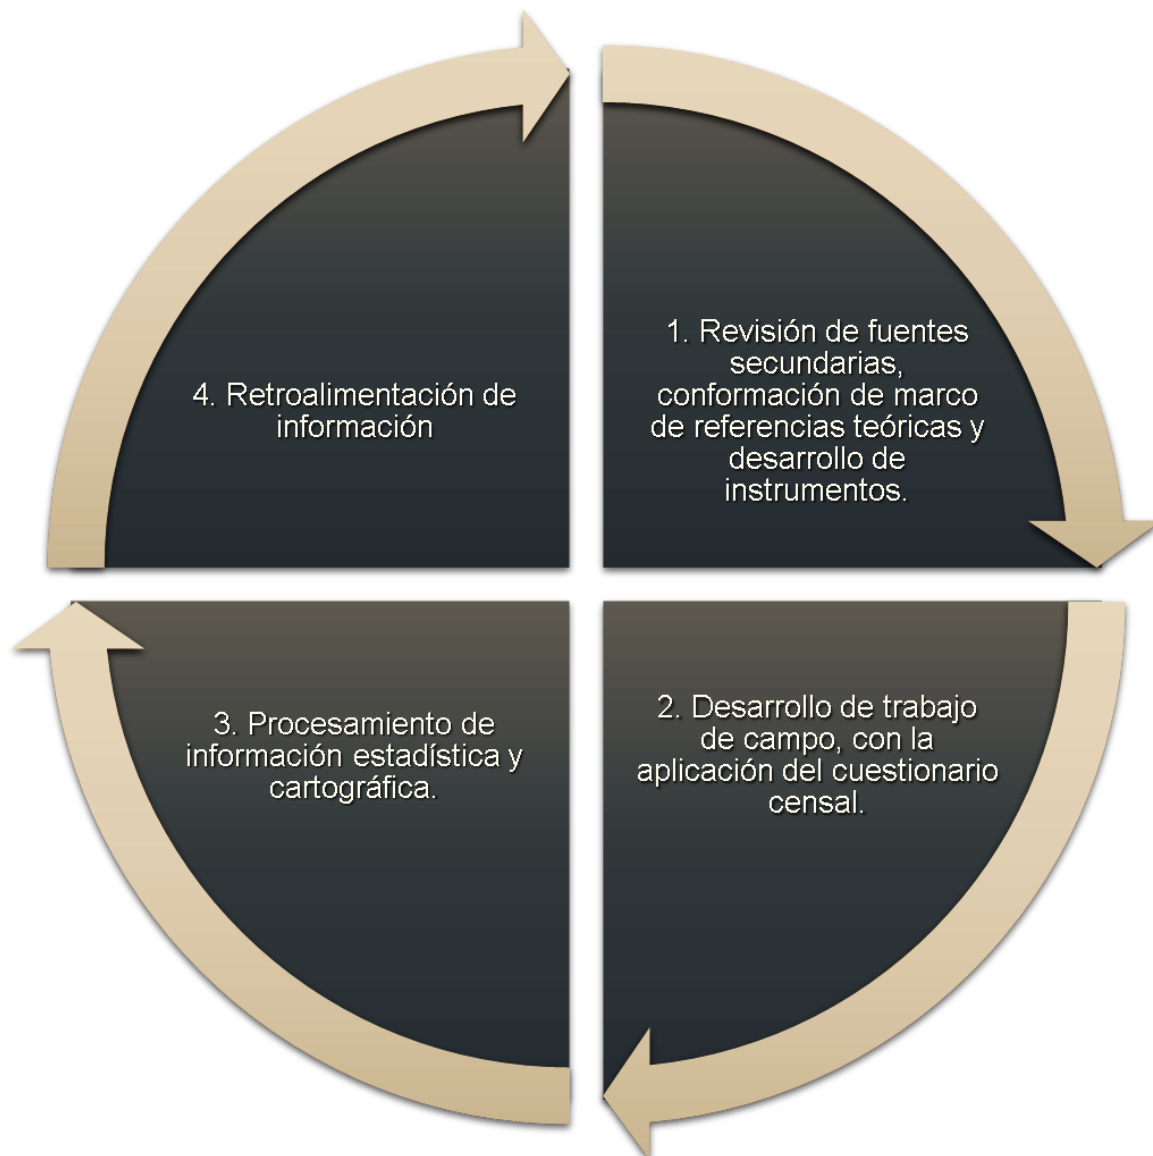 1. Revisión de fuentes
secundarias,
conformación de marco
de referencias teóricas y
desarrollo de
instrumentos.
2. Desarrollo de trabajo
de campo, con la
aplicación del cuestionario
censal.
3. Procesamiento de
información estadística y
cartográfica.
4. Retroalimentación de
información